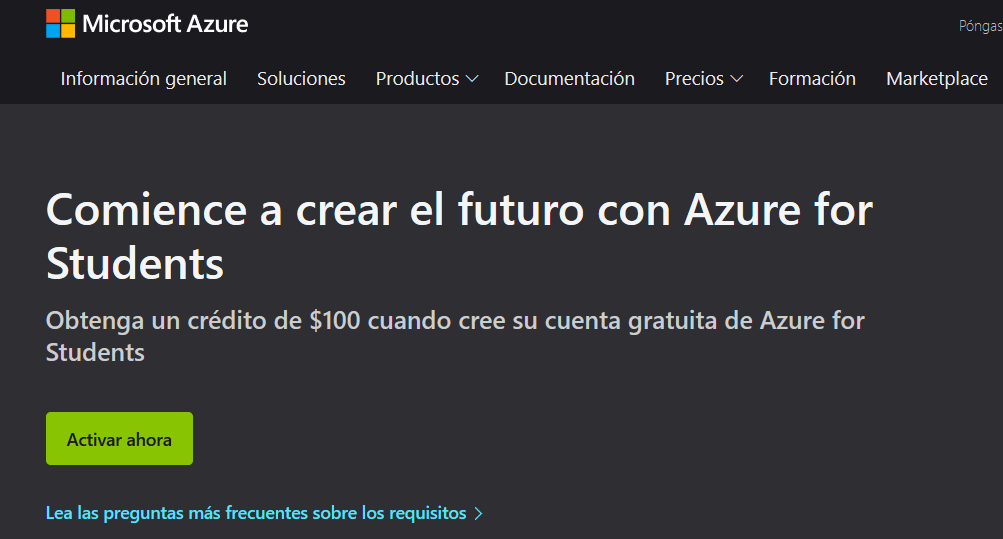 Microsoft Azure
Póngas
Información general Soluciones Productos Documentación Precios Formación Marketplace
Comience a crear el futuro con Azure for
Students
Obtenga un crédito de $100 cuando cree su cuenta gratuita de Azure for
Students
Activar ahora
Lea las preguntas más frecuentes sobre los requisitos